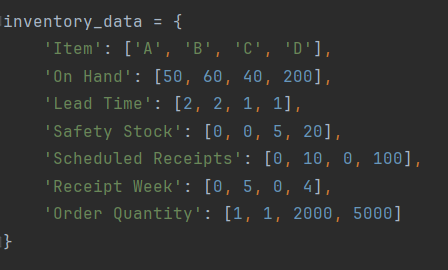 inventory_data = {
    'Item': ['A', 'B', 'C', 'D'],
    'On Hand': [50, 60, 40, 200],
    'Lead Time': [2, 2, 1, 1],
    'Safety Stock': [0, 0, 5, 20],
    'Scheduled Receipts': [0, 10, 0, 100],
    'Receipt Week': [0, 5, 0, 4],
    'Order Quantity': [1, 1, 2000, 5000]
}